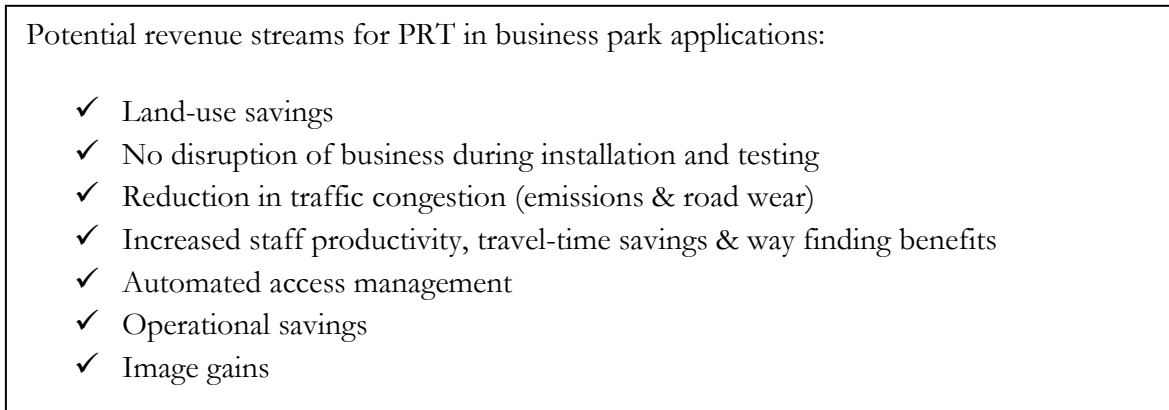 Potential revenue streams for PRT in business park applications:
✓ Land-use savings
✓ No disruption of business during installation and testing
✓ Reduction in traffic congestion (emissions & road wear)
✓ Increased staff productivity, travel-time savings & way finding benefits
✓ Automated access management
✓ Operational savings
✓ Image gains